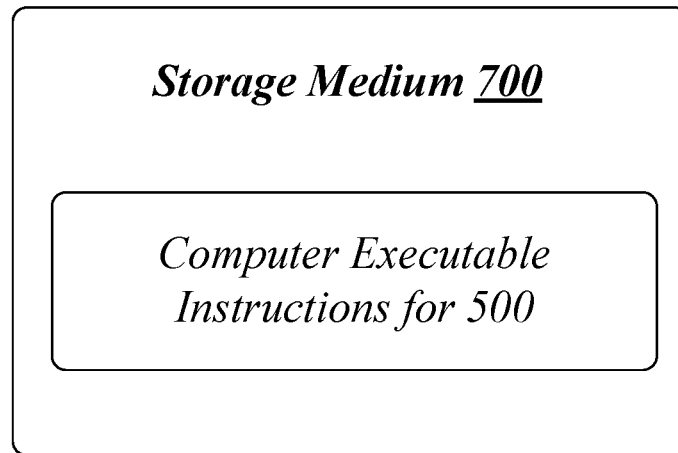 Storage Medium 700
Computer Executable
Instructions for 500